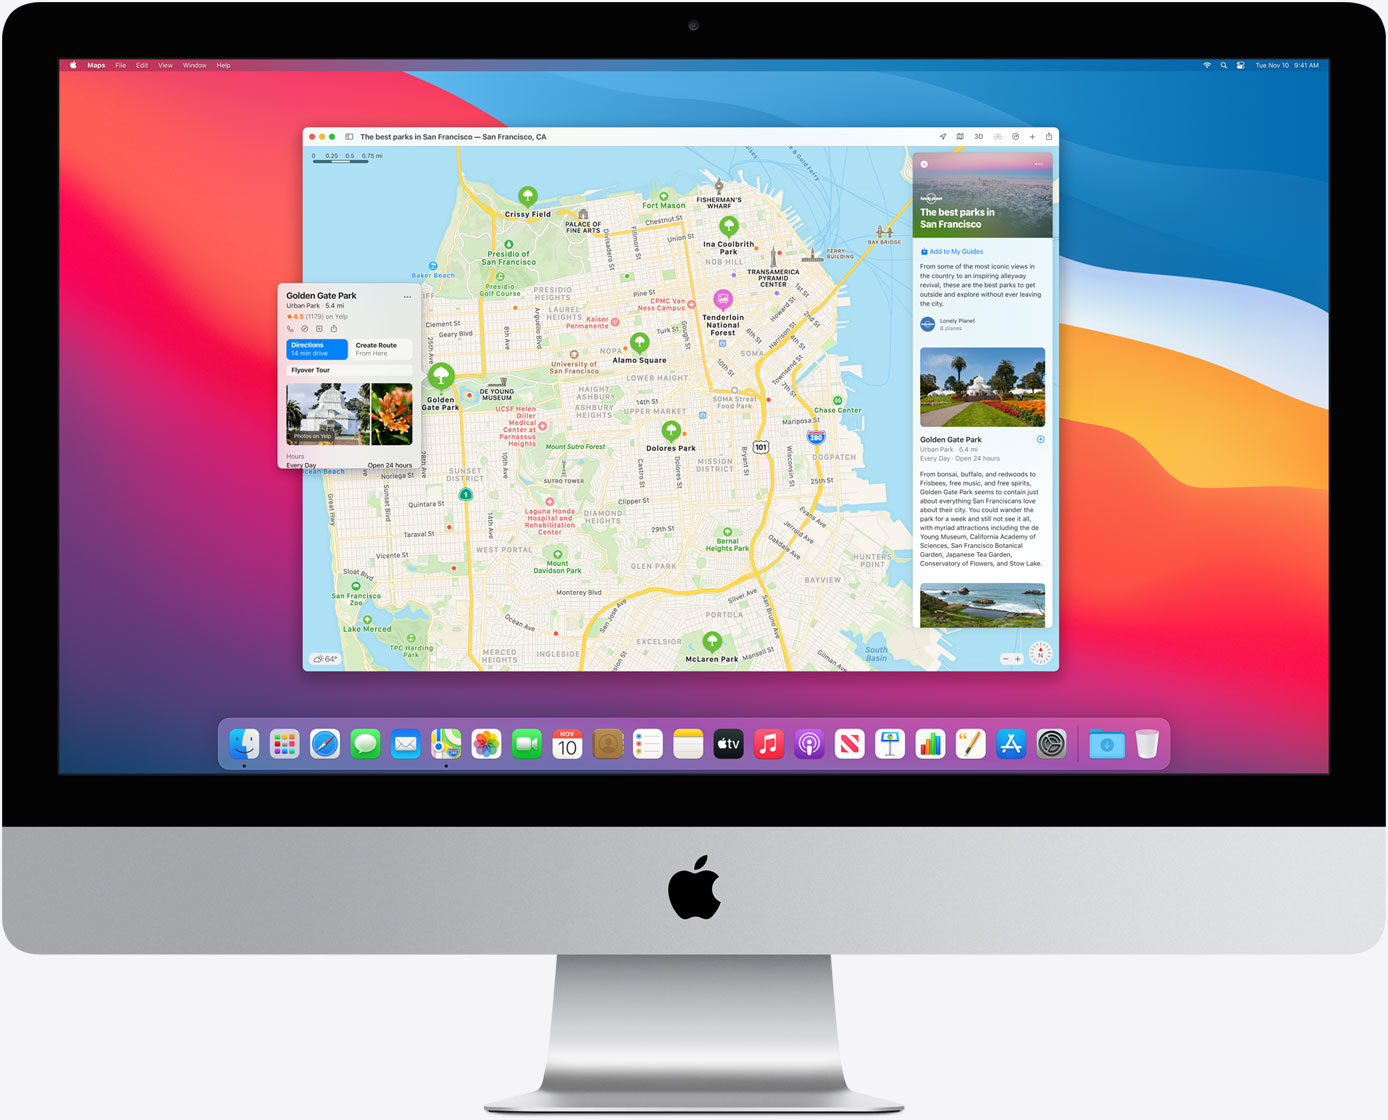 Maps File Edit View Window Help
Tue Nov 10 9:41 AM
The best parks in San Francisco — San Francisco, CA
3D
0 0.25 0.5 0.75 mi
Crissy Field
PALACE OF
FINE ARTS
Fort Mason
FISHERMAN'S
WHARF
Chestnut St
Union St
Divisadero St
Fillmore St
Ina Coolbrith
Park
NOB HILL
FERRY
BUILDING
BAY BRIDGE
TRANSAMERICA
PYRAMID
CENTER
Presidio of
San Francisco
Baker Beach
Presidio
Golf Course
PRESIDIO
HEIGHTS
LAUREL
HEIGHTS
Pine St
CPMC Van
Ness Campus
Kaiser
Permanente
Turk St
Gough St
Tenderloin
National
Forest
1st St
2nd St
Howard St
Harrison St
4th St
6th St
Townsend St
7th St
10th St
SOMA
Clement St
Geary Blvd
25th Ave
8th Ave
Arguello Blvd
NOPA
Alamo Square
University of
San Francisco
LOWER HAIGHT
HAIGHT
ASHBURY
ASHBURY
HEIGHTS
14th St
UPPER MARKET
SOMA Streat
Food Park
Chase Center
Mariposa St
280
101
DOGPATCH
Golden
Gate Park
DE YOUNG
MUSEUM
UCSF Helen
Diller
Medical
Center at
Parnassus
Heights
Mount Sutro Forest
SUTRO TOWER
Dolores Park
Castro St
Dolores St
MISSION
DISTRICT
Bryant St
Wisconsin St
25th St
28th Ave
10th Ave
SUNSET
DISTRICT
Noriega St
Sunset Blvd
Great Hwy
Quintara St
1
14th Ave
Taraval St
Vicente St
Sloat Blvd
Laguna Honda
Hospital and
Rehabilitation
Center
DIAMOND
HEIGHTS
Clipper St
29th St
Bernal
Heights Park
Evans Ave
Jerrold Ave
Oakdale Ave
HUNTERS
POINT
WEST PORTAL
Mount
Davidson Park
GLEN PARK
BAYVIEW
San Francisco
Zoo
Lake Merced
TPC Harding
Park
Monterey Blvd
Ocean Ave
San Jose Ave
Silver Ave
San Bruno Ave
PORTOLA
EXCELSIOR
MERCED
HEIGHTS
INGLESIDE
McLaren Park
Mansell St
Gilman Ave
South
Basin
64°
N
Golden Gate Park
Urban Park · 5.4 mi
★4.5 (1179) on Yelp
Directions
14 min drive
Create Route
From Here
Flyover Tour
Photos on Yelp
Hours
Every Day Open 24 hours
lonely planet
The best parks in
San Francisco
Add to My Guides
From some of the most iconic views in
the country to an inspiring alleyway
revival, these are the best parks to get
outside and explore without ever leaving
the city.
Lonely Planet
8 places
Golden Gate Park
Urban Park · 5.4 mi
Every Day · Open 24 hours
From bonsai, buffalo, and redwoods to
Frisbees, free music, and free spirits,
Golden Gate Park seems to contain just
about everything San Franciscans love
about their city. You could wander the
park for a week and still not see it all,
with myriad attractions including the de
Young Museum, California Academy of
Sciences, San Francisco Botanical
Garden, Japanese Tea Garden,
Conservatory of Flowers, and Stow Lake.
NOV
10
tv